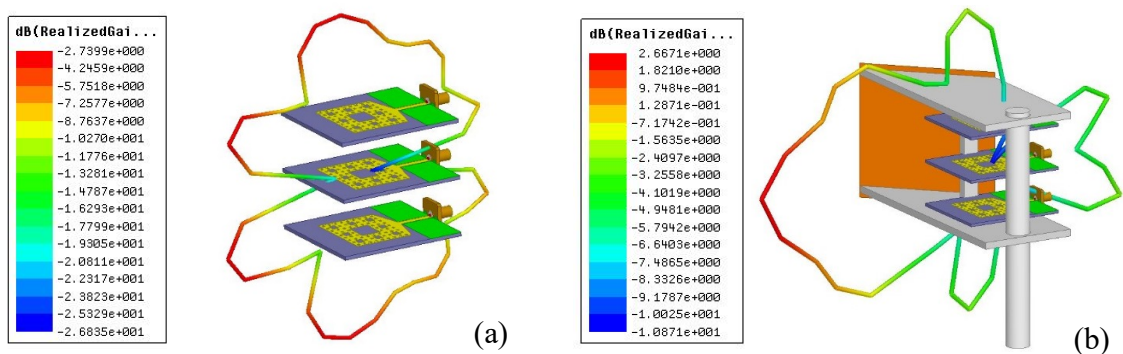 dB(RealizedGai...
-2.7399e+000
-4.2459e+000
-5.7518e+000
-7.2577e+000
-8.7637e+000
-1.0270e+001
-1.1776e+001
-1.3281e+001
-1.4787e+001
-1.6293e+001
-1.7799e+001
-1.9305e+001
-2.0811e+001
-2.2317e+001
-2.3823e+001
-2.5329e+001
-2.6835e+001
(a)
dB(RealizedGai...
2.6671e+000
1.8210e+000
9.7484e-001
1.2871e-001
-7.1742e-001
-1.5635e+000
-2.4097e+000
-3.2558e+000
-4.1019e+000
-4.9481e+000
-5.7942e+000
-6.6403e+000
-7.4865e+000
-8.3326e+000
-9.1787e+000
-1.0025e+001
-1.0871e+001
(b)